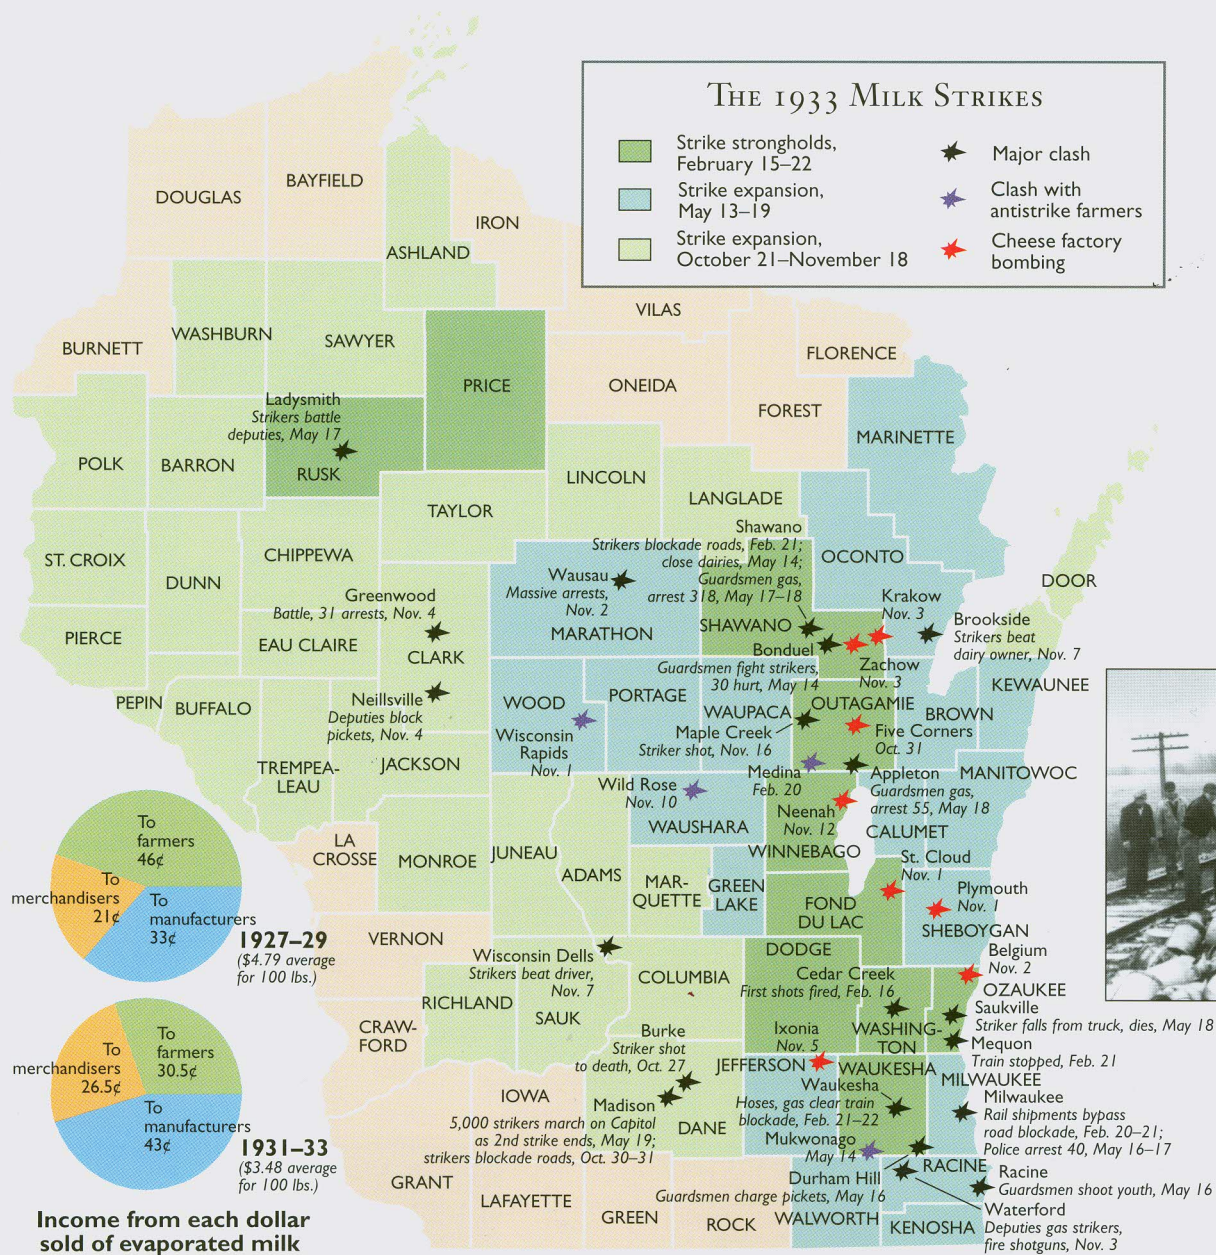 The 1933 Milk Strikes
Strike strongholds,
February 15–22
Strike expansion,
May 13–19
Strike expansion,
October 21–November 18
Major clash
Clash with
antistrike farmers
Cheese factory
bombing
DOUGLAS
BAYFIELD
ASHLAND
IRON
VILAS
BURNETT
WASHBURN
SAWYER
PRICE
ONEIDA
FLORENCE
FOREST
MARINETTE
Ladysmith
Strikers battle
deputies, May 17
RUSK
POLK
BARRON
LINCOLN
LANGLADE
TAYLOR
ST. CROIX
DUNN
CHIPPEWA
Shawano
Strikers blockade roads, Feb. 21;
close dairies, May 14;
Guardsmen gas,
arrest 318, May 17–18
OCONTO
DOOR
Wausau
Massive arrests,
Nov. 2
MARATHON
Greenwood
Battle, 31 arrests, Nov. 4
CLARK
PIERCE
EAU CLAIRE
SHAWANO
Bonduel
Guardsmen fight strikers,
30 hurt, May 14
Krakow
Nov. 3
Zachow
Nov. 3
Brookside
Strikers beat
dairy owner, Nov. 7
KEWAUNEE
PEPIN
BUFFALO
Neillsville
Deputies block
pickets, Nov. 4
WOOD
Wisconsin
Rapids
Nov. 1
PORTAGE
WAUPACA
Maple Creek
Striker shot, Nov. 16
OUTAGAMIE
Five Corners
Oct. 31
BROWN
TREMPEA-
LEAU
JACKSON
Medina
Feb. 20
Appleton
Guardsmen gas,
arrest 55, May 18
MANITOWOC
Wild Rose
Nov. 10
WAUSHARA
Neenah
Nov. 12
CALUMET
WINNEBAGO
LA
CROSSE
MONROE
JUNEAU
ADAMS
MAR-
QUETTE
GREEN
LAKE
FOND
DU LAC
St. Cloud
Nov. 1
Plymouth
Nov. 1
SHEBOYGAN
VERNON
Wisconsin Dells
Strikers beat driver,
Nov. 7
COLUMBIA
DODGE
Cedar Creek
First shots fired, Feb. 16
Belgium
Nov. 2
OZAUKEE
Saukville
Striker falls from truck, dies, May 18
Mequon
Train stopped, Feb. 21
RICHLAND
SAUK
CRAW-
FORD
Burke
Striker shot
to death, Oct. 27
Ixonia
Nov. 5
WASHING-
TON
JEFFERSON
WAUKESHA
Waukesha
Hoses, gas clear train
blockade, Feb. 21–22
MILWAUKEE
Milwaukee
Rail shipments bypass
road blockade, Feb. 20–21;
Police arrest 40, May 16–17
IOWA
Madison
5,000 strikers march on Capitol
as 2nd strike ends, May 19;
strikers blockade roads, Oct. 30–31
DANE
Mukwonago
May 14
Durham Hill
Guardsmen charge pickets, May 16
RACINE
Racine
Guardsmen shoot youth, May 16
Waterford
Deputies gas strikers,
fire shotguns, Nov. 3
GRANT
LAFAYETTE
GREEN
ROCK
WALWORTH
KENOSHA
To
farmers
46¢
To
merchandisers
21¢
To
manufacturers
33¢
1927–29
($4.79 average
for 100 lbs.)
To
farmers
30.5¢
To
merchandisers
26.5¢
To
manufacturers
43¢
1931–33
($3.48 average
for 100 lbs.)
Income from each dollar
sold of evaporated milk